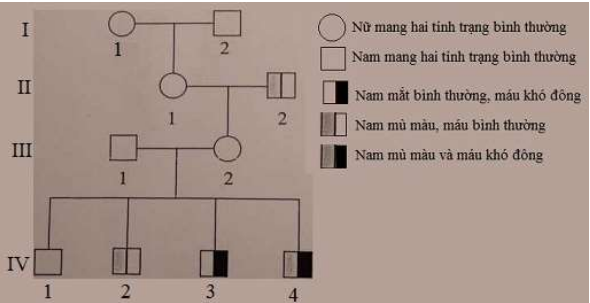 I
1
2
Nữ mang hai tính trạng bình thường
Nam mang hai tính trạng bình thường
II
1
2
Nam mắt bình thường, máu khó đông
Nam mù màu, máu bình thường
III
1
2
Nam mù màu và máu khó đông
IV
1
2
3
4